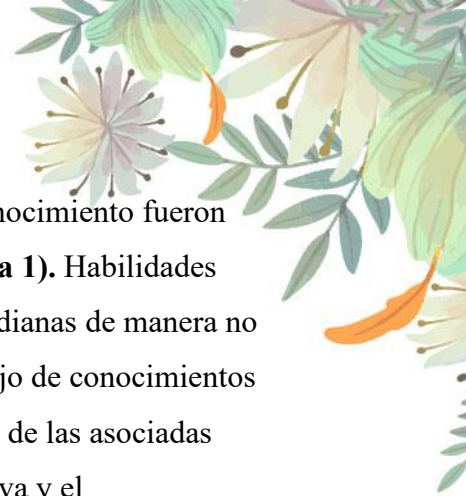 nocimiento fueron
a 1). Habilidades
dianas de manera no
jo de conocimientos
de las asociadas
va y el